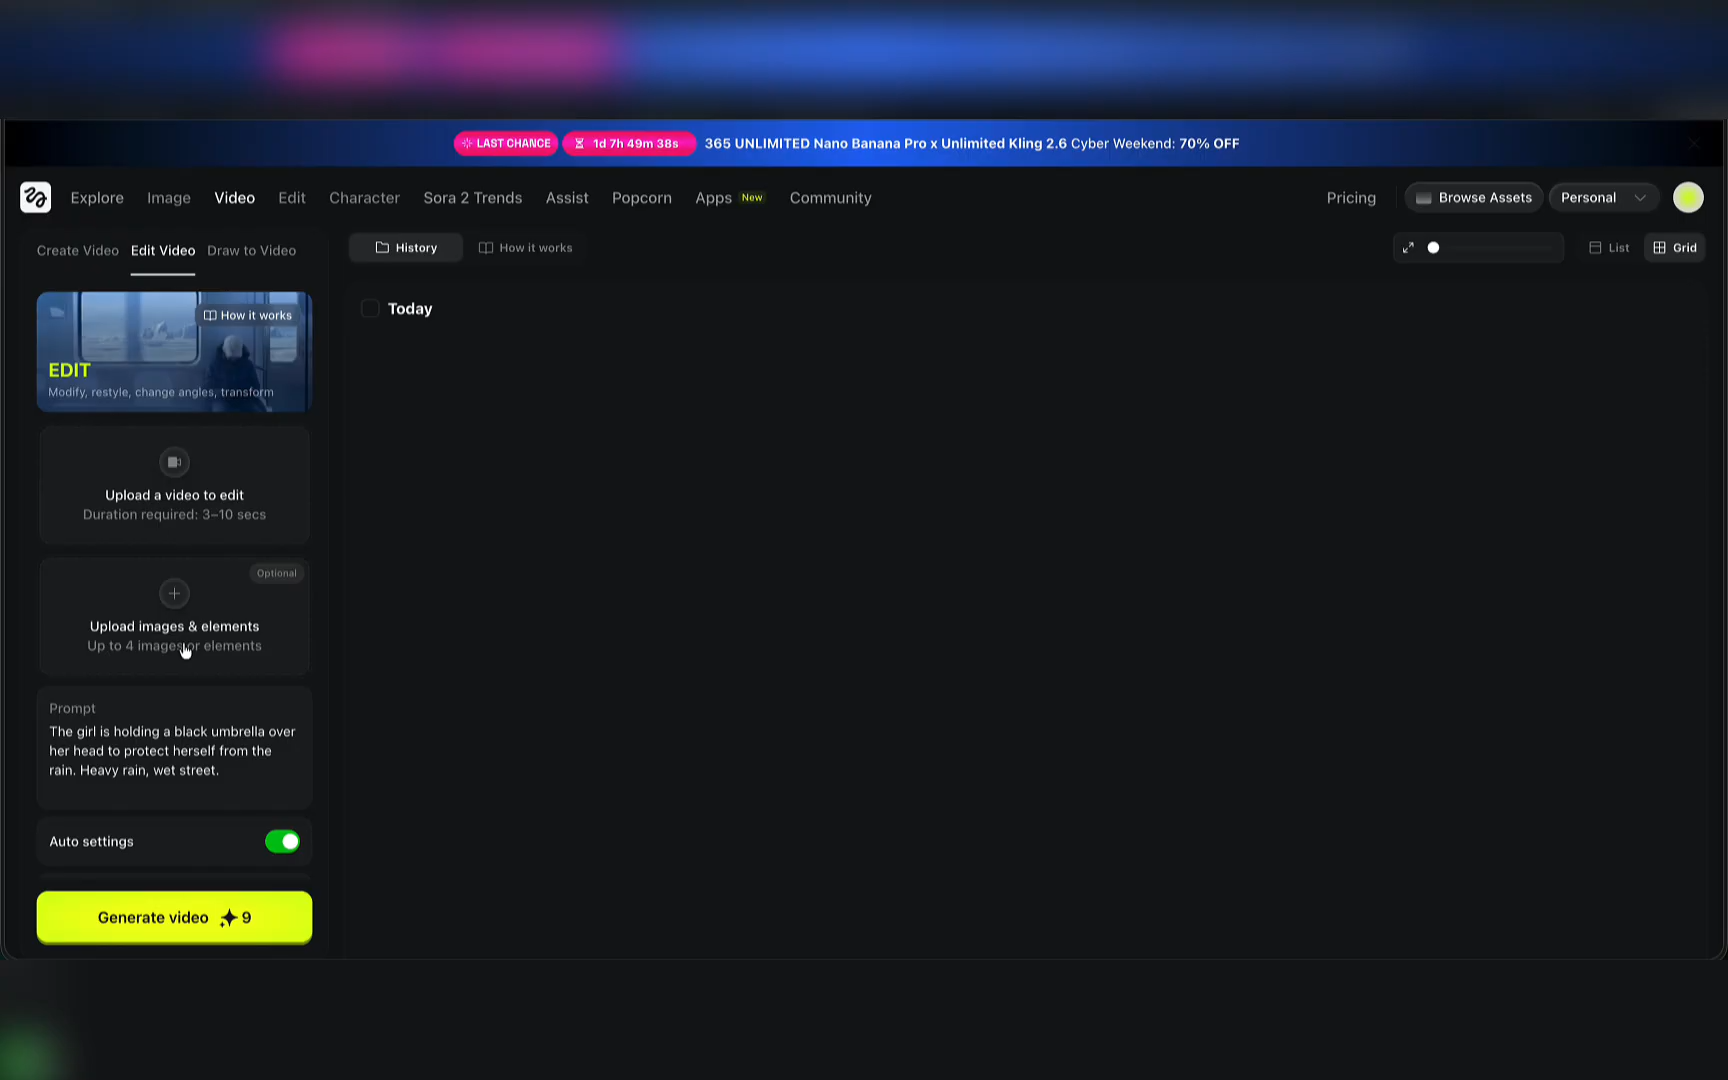 LAST CHANCE 1d 7h 49m 38s 365 UNLIMITED Nano Banana Pro x Unlimited Kling 2.6 Cyber Weekend: 70% OFF
Explore Image Video Edit Character Sora 2 Trends Assist Popcorn Apps New Community Pricing Browse Assets Personal
Create Video Edit Video Draw to Video History How it works List Grid
Today
How it works
EDIT
Modify, restyle, change angles, transform
Upload a video to edit
Duration required: 3–10 secs
Optional
Upload images & elements
Up to 4 images or elements
Prompt
The girl is holding a black umbrella over
her head to protect herself from the
rain. Heavy rain, wet street.
Auto settings
Generate video 9